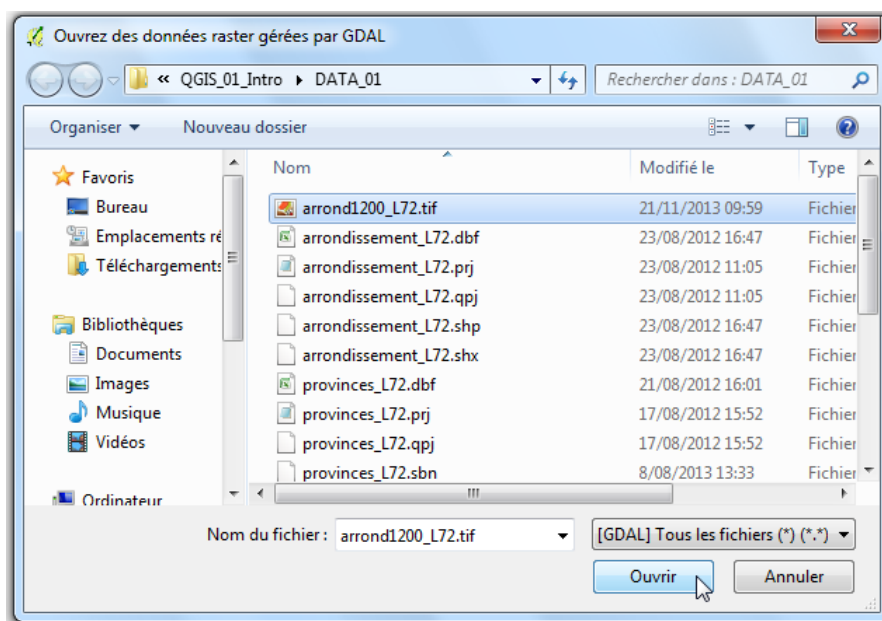 Ouvrez des données raster gérées par GDAL
« QGIS_01_Intro ▸ DATA_01
Rechercher dans : DATA_01
Organiser
Nouveau dossier
Favoris
Bureau
Emplacements ré
Téléchargements
Bibliothèques
Documents
Images
Musique
Vidéos
Ordinateur
Nom Modifié le Type
arrond1200_L72.tif 21/11/2013 09:59 Fichier
arrondissement_L72.dbf 23/08/2012 16:47 Fichier
arrondissement_L72.prj 23/08/2012 11:05 Fichier
arrondissement_L72.qpj 23/08/2012 11:05 Fichier
arrondissement_L72.shp 23/08/2012 16:47 Fichier
arrondissement_L72.shx 23/08/2012 16:47 Fichier
provinces_L72.dbf 21/08/2012 16:01 Fichier
provinces_L72.prj 17/08/2012 15:52 Fichier
provinces_L72.qpj 17/08/2012 15:52 Fichier
provinces_L72.sbn 8/08/2013 13:33 Fichier
Nom du fichier : arrond1200_L72.tif
[GDAL] Tous les fichiers (*) (*.*)
Ouvrir
Annuler